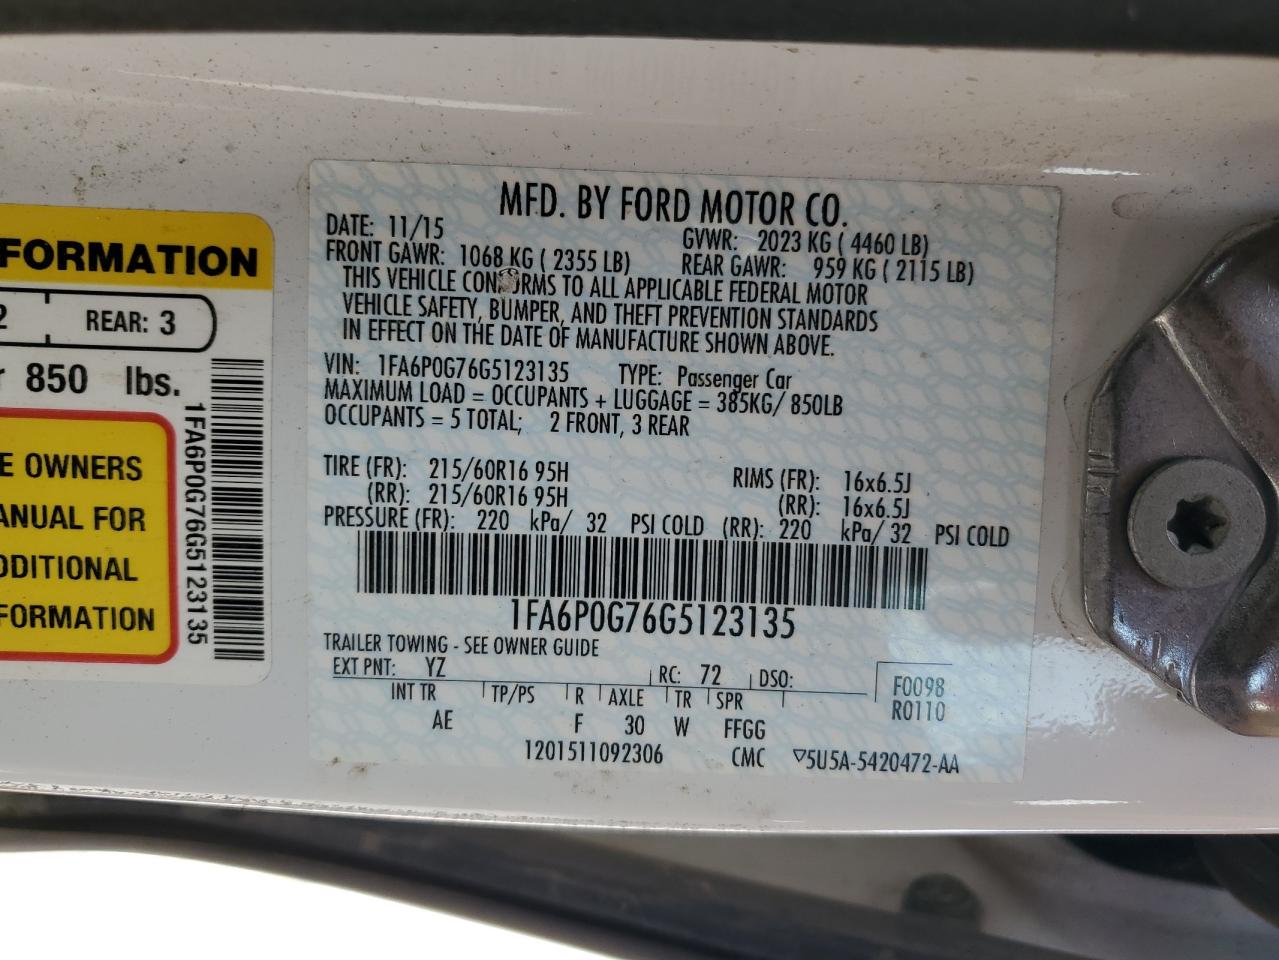 FORMATION
2 REAR: 3
850 lbs.
E OWNERS
ANUAL FOR
DDITIONAL
FORMATION
1FA6P0G76G5123135
MFD. BY FORD MOTOR CO.
DATE: 11/15 GVWR: 2023 KG ( 4460 LB)
FRONT GAWR: 1068 KG ( 2355 LB) REAR GAWR: 959 KG ( 2115 LB)
THIS VEHICLE CONFORMS TO ALL APPLICABLE FEDERAL MOTOR
VEHICLE SAFETY, BUMPER, AND THEFT PREVENTION STANDARDS
IN EFFECT ON THE DATE OF MANUFACTURE SHOWN ABOVE.
VIN: 1FA6P0G76G5123135 TYPE: Passenger Car
MAXIMUM LOAD = OCCUPANTS + LUGGAGE = 385KG/ 850LB
OCCUPANTS = 5 TOTAL; 2 FRONT, 3 REAR
TIRE (FR): 215/60R16 95H RIMS (FR): 16x6.5J
(RR): 215/60R16 95H (RR): 16x6.5J
PRESSURE (FR): 220 kPa/ 32 PSI COLD (RR): 220 kPa/ 32 PSI COLD
1FA6P0G76G5123135
TRAILER TOWING - SEE OWNER GUIDE
EXT PNT: YZ RC: 72 DSO:
INT TR TP/PS R AXLE TR SPR
AE F 30 W FFGG
F0098
R0110
1201511092306 CMC ▽5U5A-5420472-AA